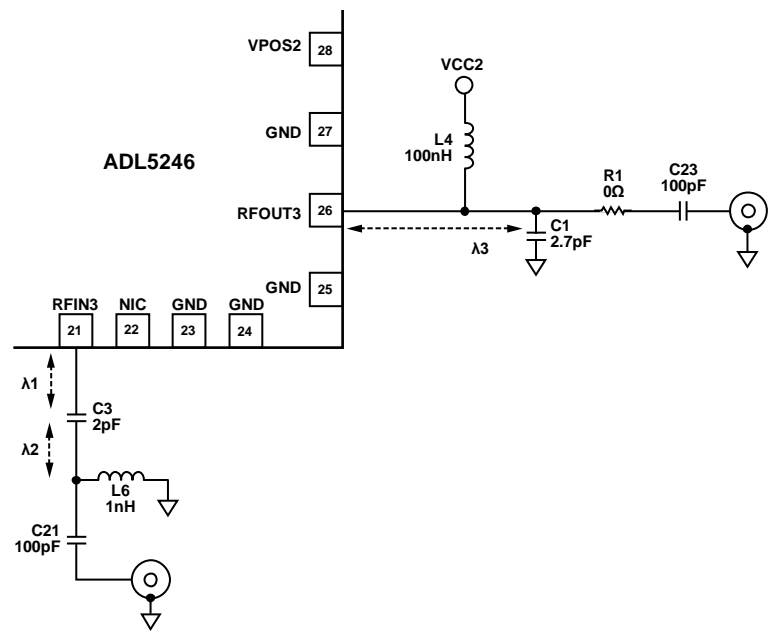 VPOS2
28
VCC2
GND
27
L4
100nH
ADL5246
R1
0Ω
C23
100pF
RFOUT3
26
C1
2.7pF
λ3
GND
25
RFIN3
NIC
GND
GND
21
22
23
24
λ1
C3
2pF
λ2
L6
1nH
C21
100pF